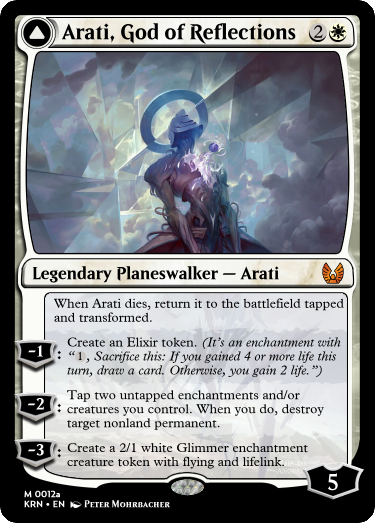 Arati, God of Reflections 2
Legendary Planeswalker — Arati
When Arati dies, return it to the battlefield tapped
and transformed.
-1: Create an Elixir token. (It's an enchantment with
"1, Sacrifice this: If you gained 4 or more life this
turn, draw a card. Otherwise, you gain 2 life.")
-2: Tap two untapped enchantments and/or
creatures you control. When you do, destroy
target nonland permanent.
-3: Create a 2/1 white Glimmer enchantment
creature token with flying and lifelink.
5
M 0012a
KRN • EN Peter Mohrbacher